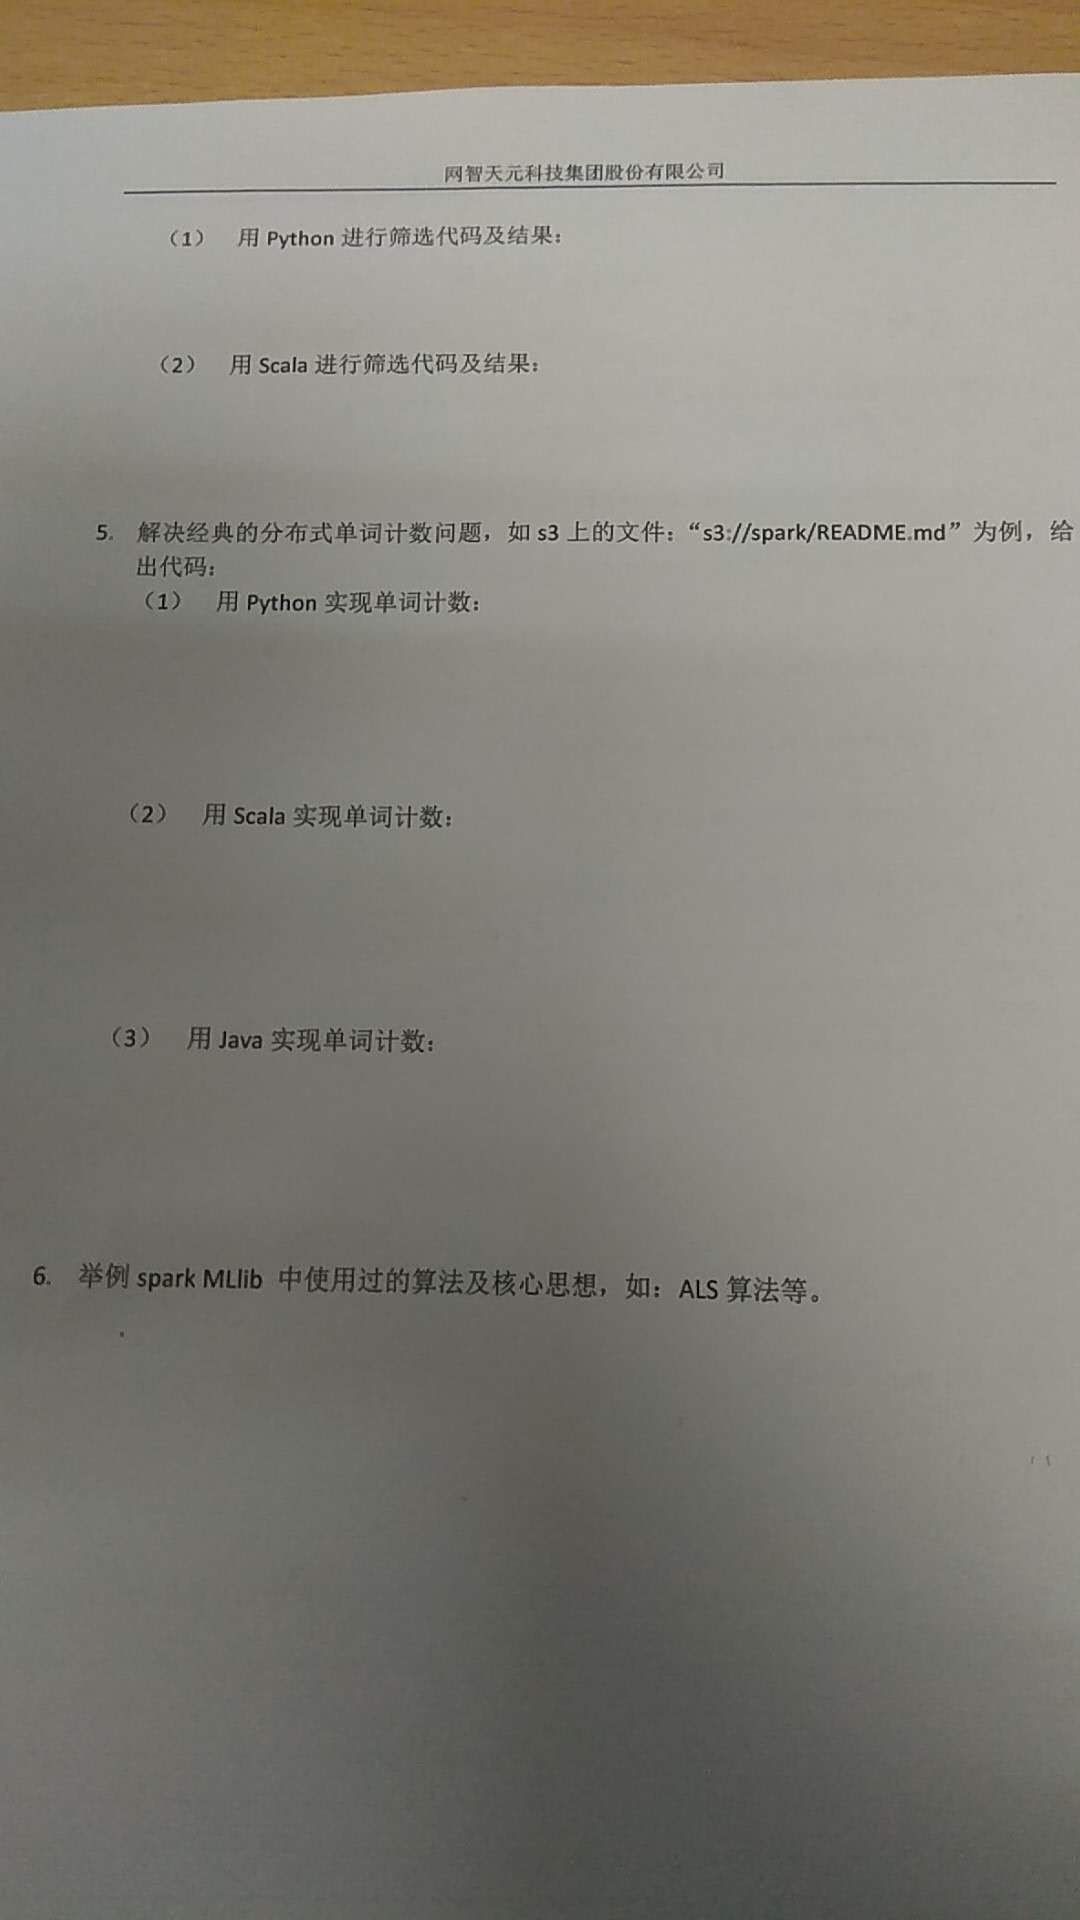 网智天元科技集团股份有限公司
（1） 用 Python 进行筛选代码及结果：
（2） 用 Scala 进行筛选代码及结果：
5. 解决经典的分布式单词计数问题，如 s3 上的文件：“s3://spark/README.md”为例，给
出代码：
（1） 用 Python 实现单词计数：
（2） 用 Scala 实现单词计数：
（3） 用 Java 实现单词计数：
6. 举例 spark MLlib 中使用过的算法及核心思想，如：ALS 算法等。